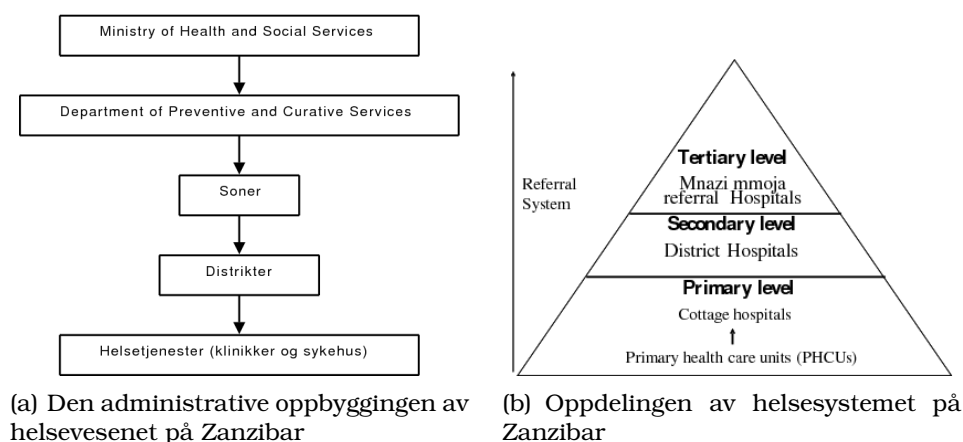 Ministry of Health and Social Services
Department of Preventive and Curative Services
Soner
Distrikter
Helsetjenester (klinikker og sykehus)
(a) Den administrative oppbyggingen av
helsevesenet på Zanzibar
Referral
System
Tertiary level
Mnazi mmoja
referral Hospitals
Secondary level
District Hospitals
Primary level
Cottage hospitals
Primary health care units (PHCUs)
(b) Oppdelingen av helsesystemet på
Zanzibar